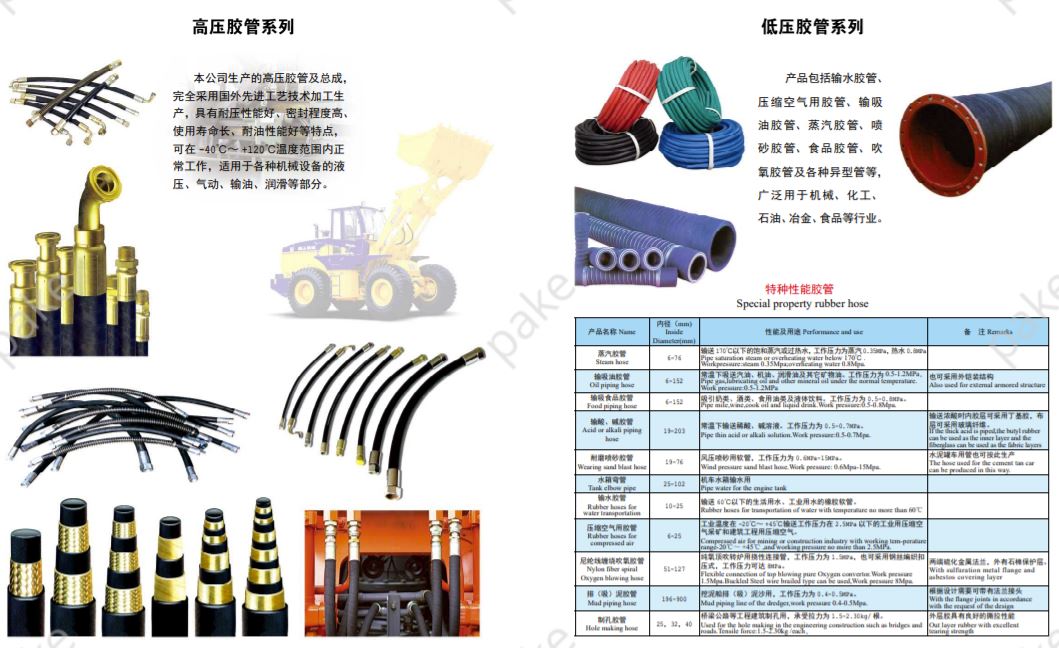 高压胶管系列
本公司生产的高压胶管及总成，
完全采用国外先进工艺技术加工生
产，具有耐压性能好、密封程度高、
使用寿命长、耐油性能好等特点，
可在 -40℃～+120℃温度范围内正
常工作，适用于各种机械设备的液
压、气动、输油、润滑等部分。
低压胶管系列
产品包括输水胶管、
压缩空气用胶管、输吸
油胶管、蒸汽胶管、喷
砂胶管、食品胶管、吹
氧胶管及各种异型管等，
广泛用于机械、化工、
石油、冶金、食品等行业。
特种性能胶管
Special property rubber hose
产品名称 Name
内径（mm)
Inside
Diameter(mm)
性能及用途 Performance and use
备 注 Remarks
蒸汽胶管
Steam hose
6-76
输送170℃以下的饱和蒸汽或过热水，工作压力为蒸汽0.35MPa，热水0.8MPa
Pipe saturation steam or overheating water below 170℃ .
Workpressure:steam 0.35Mpa;overheating water 0.8Mpa.
输吸油胶管
Oil piping hose
6-152
常温下吸送汽油、机油、润滑油及其它矿物油，工作压力为0.5-1.2MPa。
Pipe gas,lubricating oil and other mineral oil under the normal temperature.
Work pressure:0.5-1.2MPa
也可采用外铠装结构
Also used for external armored structure
输吸食品胶管
Food piping hose
6-152
吸引奶类、酒类、食用油类及液体饮料，工作压力为0.5-0.8MPa。
Pipe mile,wine,cook oil and liquid drink.Work pressure:0.5-0.8Mpa.
输酸、碱胶管
Acid or alkali piping
hose
19-203
常温下输送稀酸、碱溶液，工作压力为0.5-0.7MPa。
Pipe thin acid or alkali solution.Work pressure:0.5-0.7Mpa.
输送浓酸时内胶层可采用丁基胶，布
层可采用玻璃纤维。
If the thick acid is piped,the butyl rubber
can be used as the inner layer and the
fiberglass can be used as the fabric layers
耐磨喷砂胶管
Wearing sand blast hose
19-76
风压喷砂用软管，工作压力为 0.6MPa-15MPa。
Wind pressure sand blast hose.Work pressure: 0.6Mpa-15Mpa.
水泥罐车用管也可按此生产
The hose used for the cement tan car
can be produced in this way.
水箱弯管
Tank elbow pipe
25-102
机车水箱输水用
Pipe water for the engine tank
输水胶管
Rubber hoses for
water transportation
10-25
输送60℃以下的生活用水、工业用水的橡胶软管。
Rubber hoses for transportation of water with temperature no more than 60℃
压缩空气用胶管
Rubber hoses for
compressed air
6-25
工业温度在 -20℃～ +45℃输送工作压力在 2.5MPa 以下的工业用压缩空
气采矿和建筑工程用压缩空气。
Compressed air for mining or construction industry with working tem-perature
range-20℃～ +45℃ ,and working pressure no more than 2.5MPa.
尼纶线缠绕吹氧胶管
Nylon fiber spiral
Oxygen blowing hose
51-127
纯氧顶吹转炉用挠性连接管，工作压力为 1.5MPa，也可采用钢丝编织扣
压式，工作压力可达 8MPa。
Flexible connection of top blowing pure Oxygen convertor.Work pressure
1.5Mpa.Buckled Steel wire brailed type can be used,Work pressure 8Mpa.
两端硫化金属法兰，外有石棉保护层。
With sulfuration metal flange and
asbestos covering layer
排（吸）泥胶管
Mud piping hose
196-900
挖泥船排（吸）泥沙用，工作压力为 0.4-0.5MPa。
Mud piping line of the dredger,work pressure 0.4-0.5Mpa.
根据设计需要可带有法兰接头
With the flange joints in accordance
with the request of the design
制孔胶管
Hole making hose
25, 32, 40
桥梁公路等工程建筑制孔用，承受拉力为 1.5-2.30kg/ 根。
Used for the hole making in the engineering construction such as bridges and
roads.Tensile force:1.5-2.30kg /each。
外层胶具有良好的撕拉性能
Out layer rubber with excellent
tearing strength
pake
pake
pake